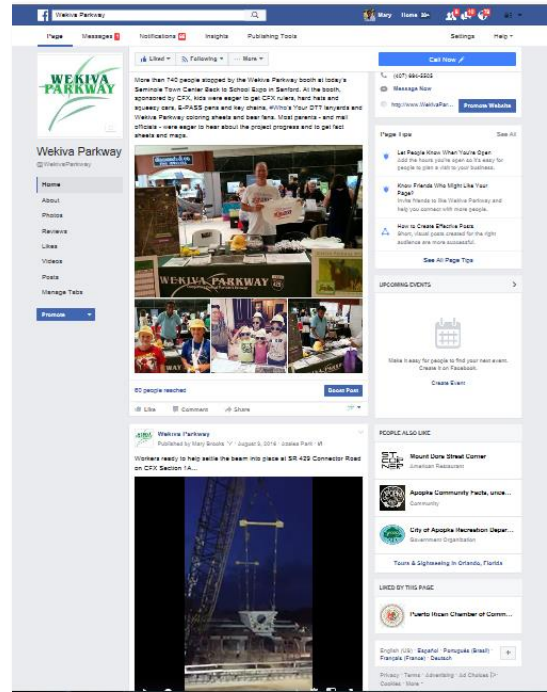 Wekiva Parkway
Mary Home
Page Messages Notifications Insights Publishing Tools Settings Help
Liked Following More
Call Now
WEKIVA
PARKWAY
Wekiva Parkway
@WekivaParkway
Home
About
Photos
Reviews
Likes
Videos
Posts
Manage Tabs
Promote
More than 740 people stopped by the Wekiva Parkway booth at today's
Seminole Town Center Back to School Expo in Sanford. At the booth,
sponsored by CFX, kids were eager to get CFX rulers, hard hats and
squeezy cars, E-PASS pens and key chains, #Who's Your DT? lanyards and
Wekiva Parkway coloring sheets and bear fans. Most parents - and mall
officials - were eager to hear about the project progress and to get fact
sheets and maps.
WEKIVA PARKWAY
60 people reached
Boost Post
Like Comment Share
Wekiva Parkway
Published by Mary Brooks
August 3, 2016
Workers ready to help settle the beam into place at SR 429 Connector Road
on CFX Section 1A...
Message Now
http://www.WekivaPar...
Promote Website
Page Tips See All
Let People Know When You're Open
Add the hours you're open so it's easy for
people to plan a visit to your business.
Know Friends Who Might Like Your
Page?
Invite friends to like Wekiva Parkway and
help you connect with more people.
How to Create Effective Posts
Short, visual posts created for the right
audience are more successful.
See All Page Tips
UPCOMING EVENTS
Make it easy for people to find your next event.
Create it on Facebook.
Create Event
PEOPLE ALSO LIKE
Mount Dora Street Corner
American Restaurant
Apopka Community Facts, unce...
Community
City of Apopka Recreation Depar...
Government Organization
Tours & Sightseeing in Orlando, Florida
LIKED BY THIS PAGE
Puerto Rican Chamber of Comm...
English (US) · Español · Português (Brasil) ·
Français (France) · Deutsch
Privacy · Terms · Advertising · Ad Choices ·
Cookies · More